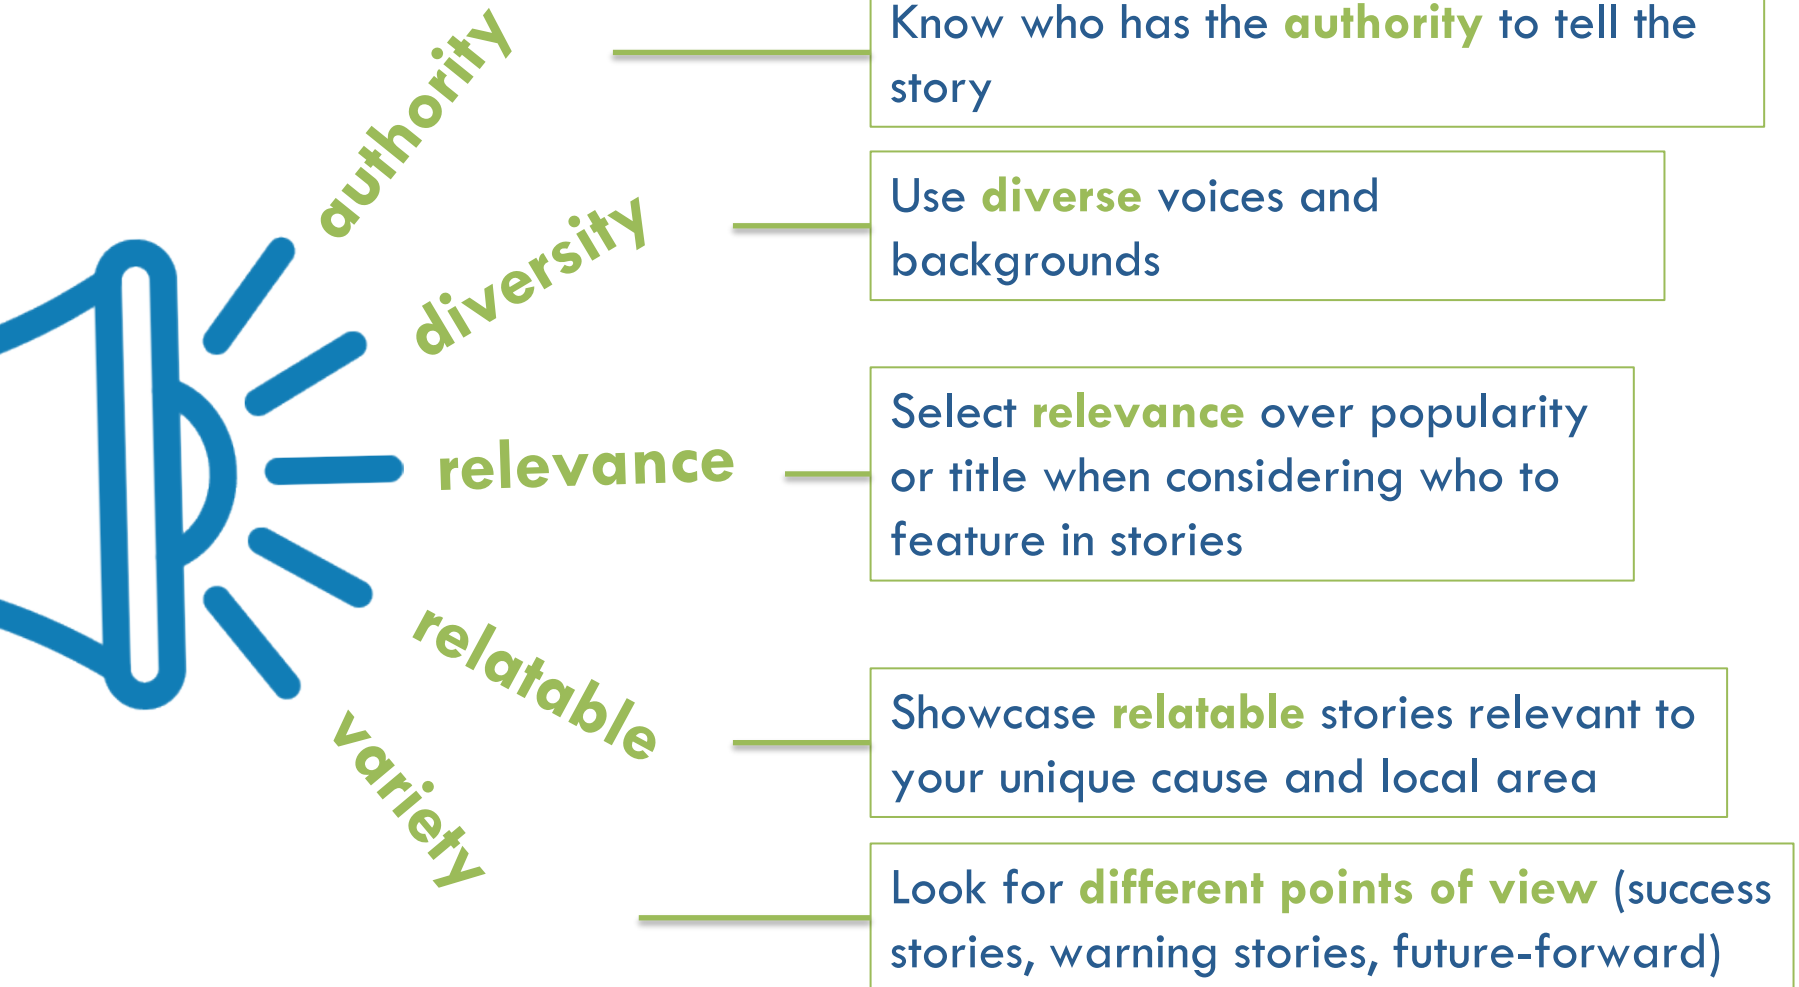 authority
Know who has the authority to tell the
story
diversity
Use diverse voices and
backgrounds
relevance
Select relevance over popularity
or title when considering who to
feature in stories
relatable
Showcase relatable stories relevant to
your unique cause and local area
variety
Look for different points of view (success
stories, warning stories, future-forward)